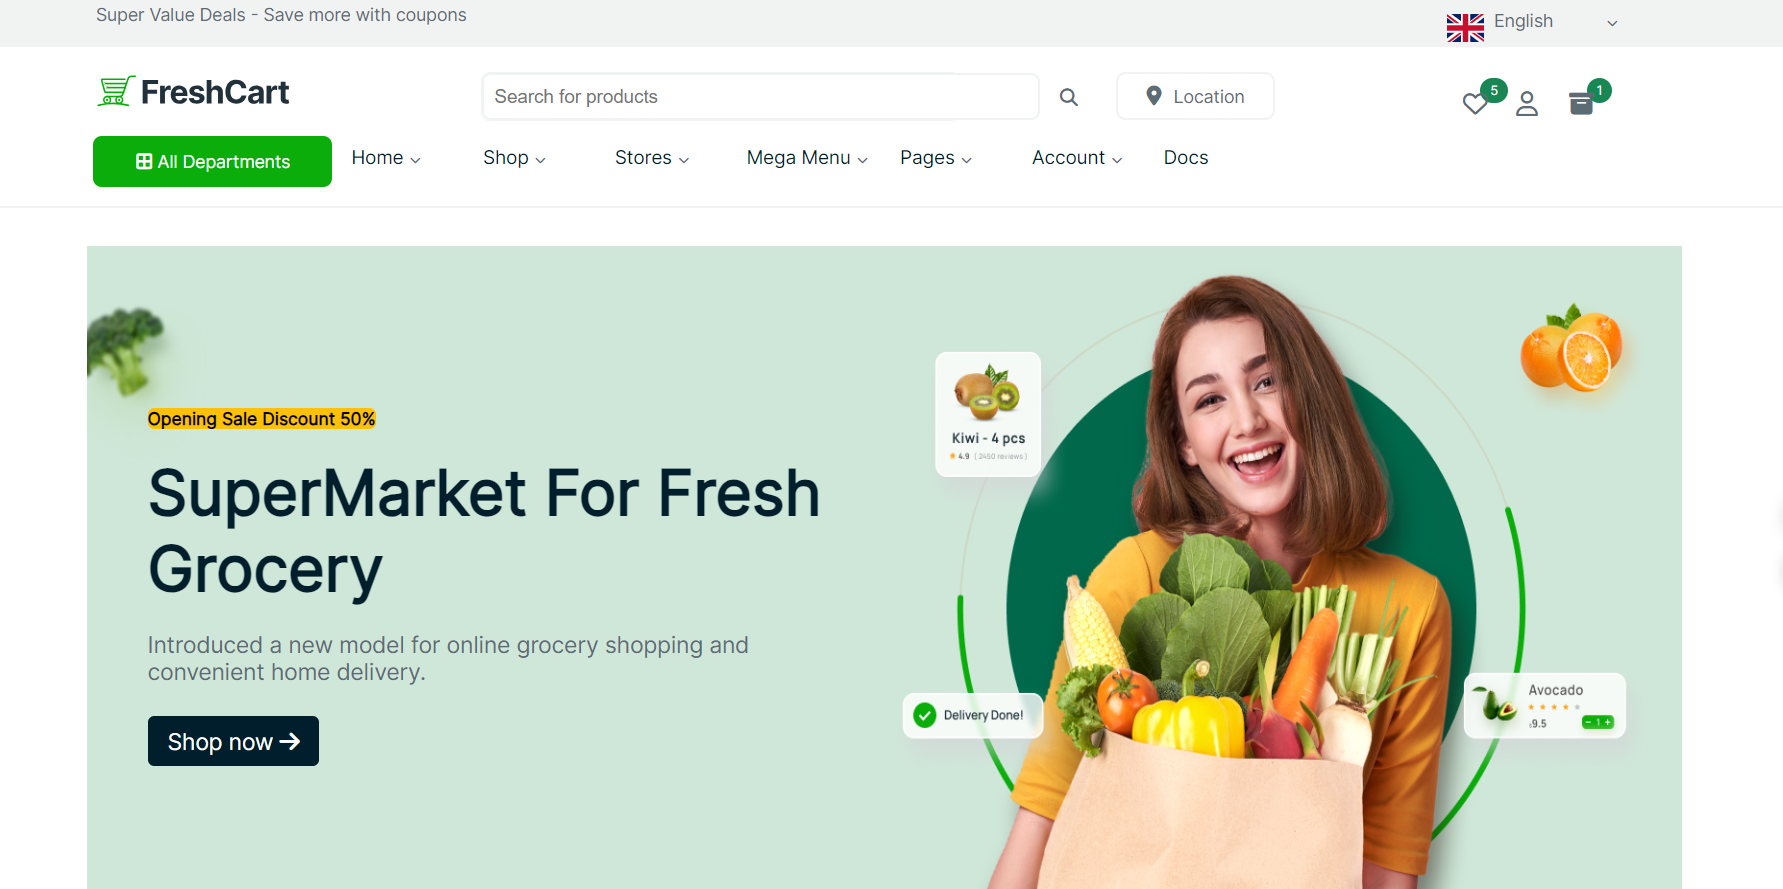 Super Value Deals - Save more with coupons
English
FreshCart
Search for products
Location
5
1
All Departments
Home
Shop
Stores
Mega Menu
Pages
Account
Docs
Opening Sale Discount 50%
SuperMarket For Fresh
Grocery
Introduced a new model for online grocery shopping and
convenient home delivery.
Shop now
Kiwi - 4 pcs
4.9 (2450 reviews)
Delivery Done!
Avocado
9.5
- 1 +